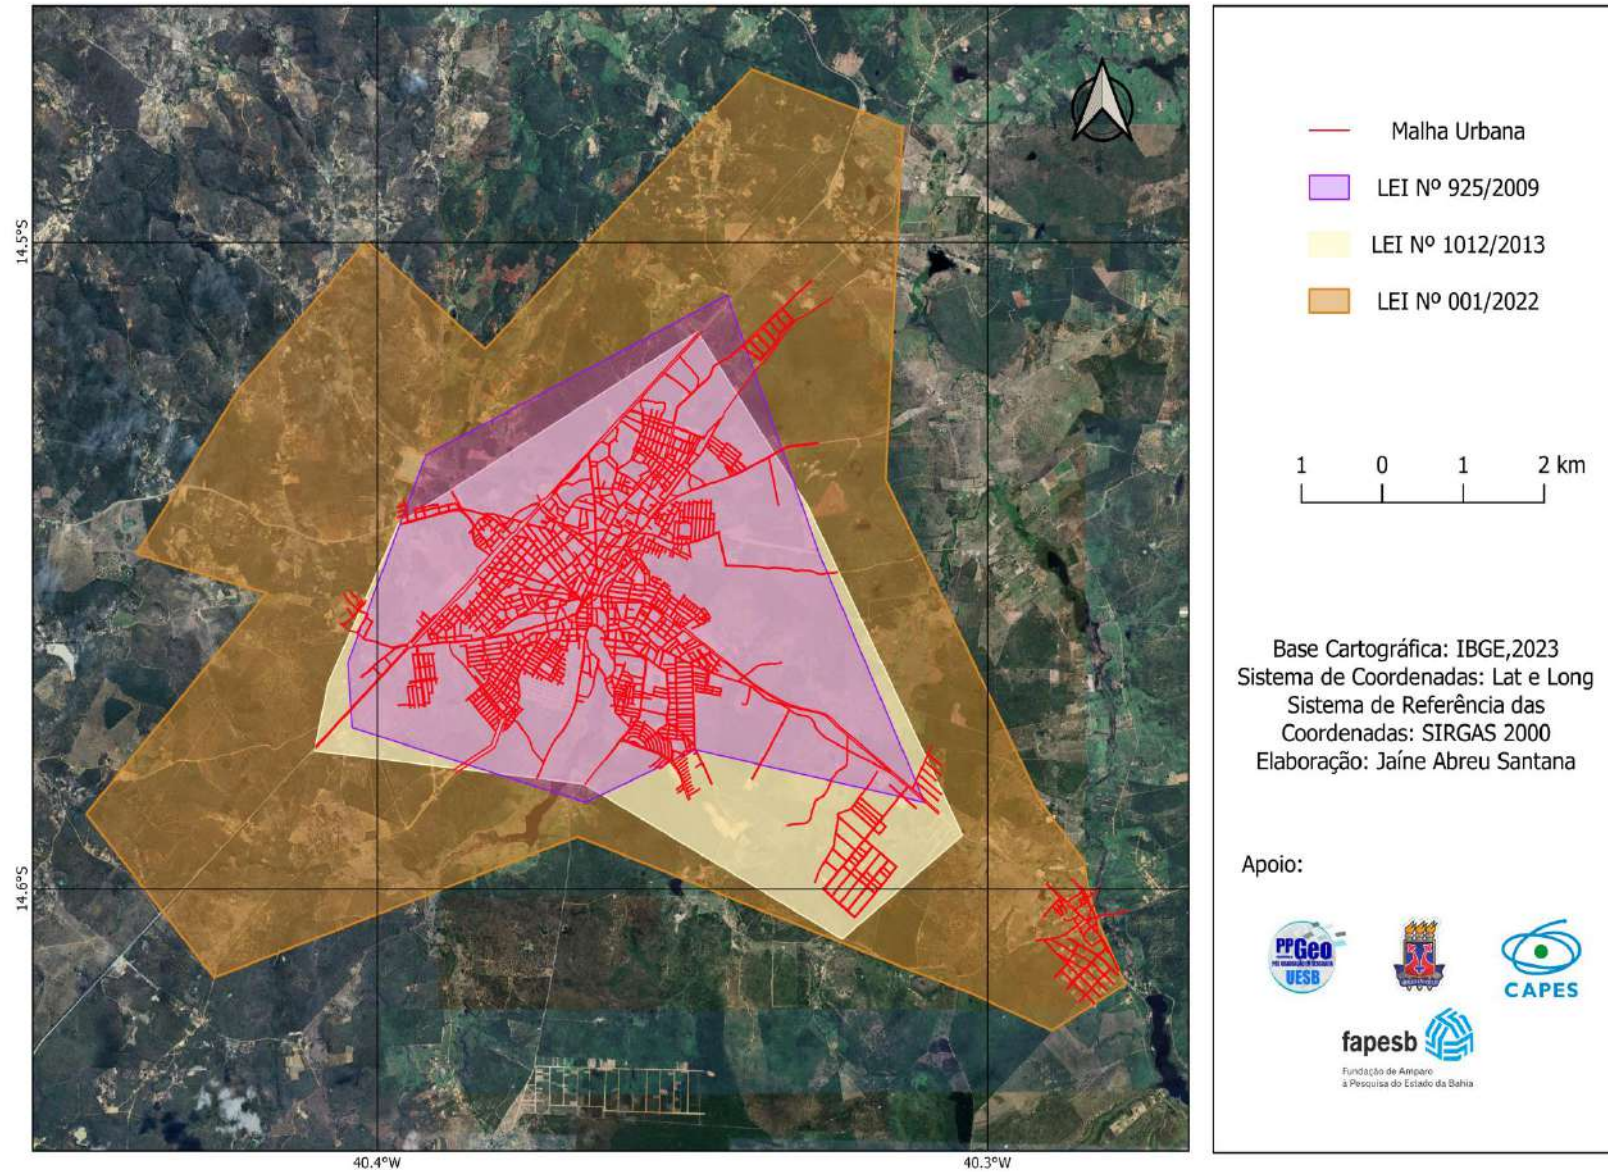 14.5°S
14.6°S
40.4°W
40.3°W
Malha Urbana
LEI Nº 925/2009
LEI Nº 1012/2013
LEI Nº 001/2022
1 0 1 2 km
Base Cartográfica: IBGE,2023
Sistema de Coordenadas: Lat e Long
Sistema de Referência das
Coordenadas: SIRGAS 2000
Elaboração: Jaíne Abreu Santana
Apoio:
PPGeo
UESB
CAPES
fapesb
Fundação de Amparo
à Pesquisa do Estado da Bahia